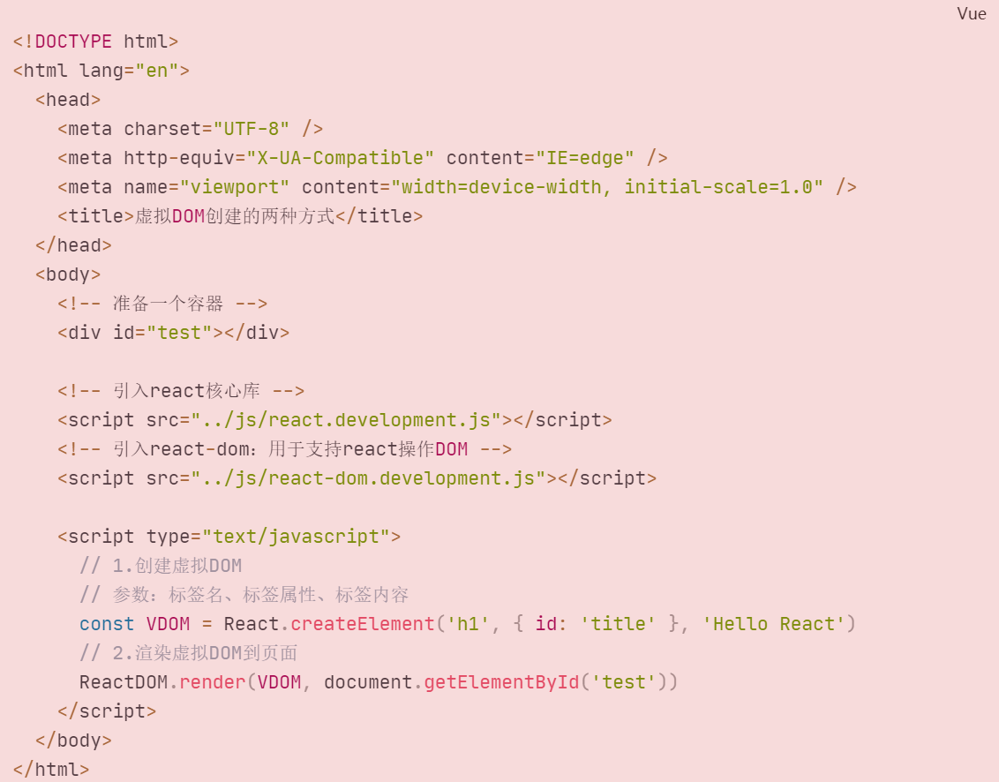 Vue
<!DOCTYPE html>
<html lang="en">
  <head>
    <meta charset="UTF-8" />
    <meta http-equiv="X-UA-Compatible" content="IE=edge" />
    <meta name="viewport" content="width=device-width, initial-scale=1.0" />
    <title>虚拟DOM创建的两种方式</title>
  </head>
  <body>
    <!-- 准备一个容器 -->
    <div id="test"></div>

    <!-- 引入react核心库 -->
    <script src="../js/react.development.js"></script>
    <!-- 引入react-dom：用于支持react操作DOM -->
    <script src="../js/react-dom.development.js"></script>

    <script type="text/javascript">
      // 1.创建虚拟DOM
      // 参数：标签名、标签属性、标签内容
      const VDOM = React.createElement('h1', { id: 'title' }, 'Hello React')
      // 2.渲染虚拟DOM到页面
      ReactDOM.render(VDOM, document.getElementById('test'))
    </script>
  </body>
</html>